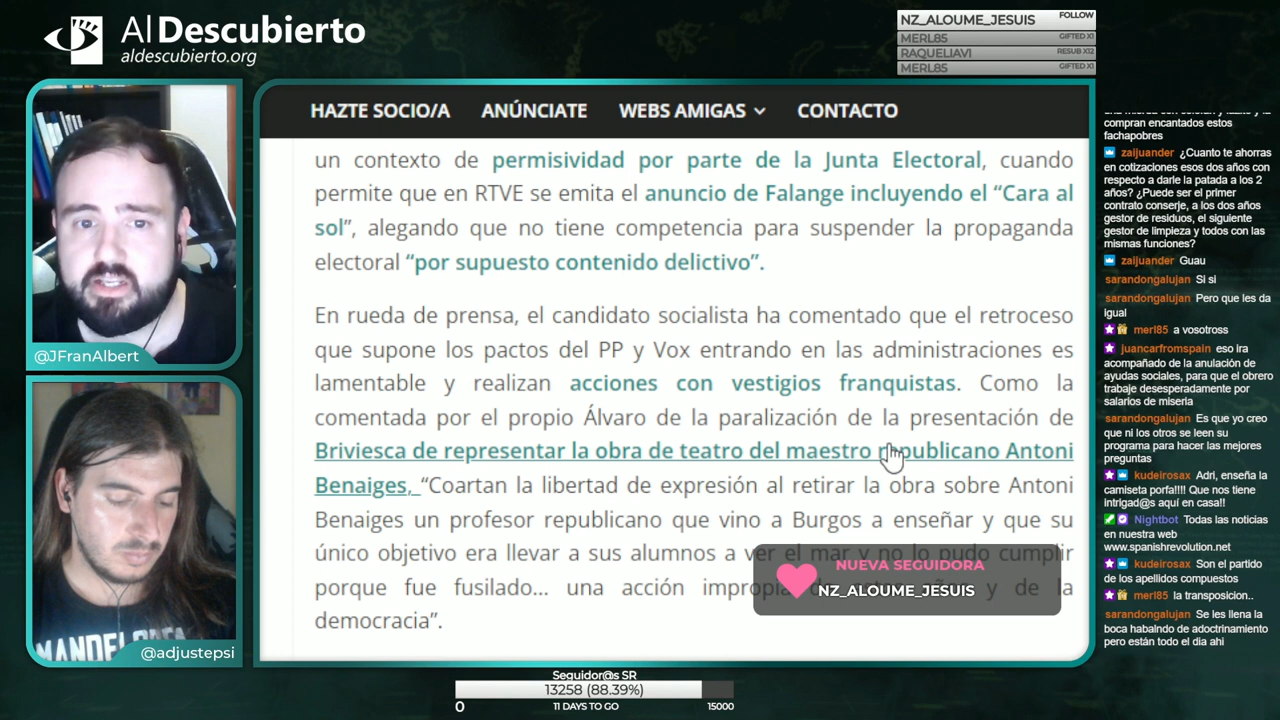 Al Descubierto
aldescubierto.org
NZ_ALOUME_JESUIS FOLLOW
MERL85 GIFTED X1
RAQUELIAVI RESUB X12
MERL85 GIFTED X1
HAZTE SOCIO/A ANÚNCIATE WEBS AMIGAS CONTACTO
un contexto de permisividad por parte de la Junta Electoral, cuando
permite que en RTVE se emita el anuncio de Falange incluyendo el “Cara al
sol”, alegando que no tiene competencia para suspender la propaganda
electoral “por supuesto contenido delictivo”.
En rueda de prensa, el candidato socialista ha comentado que el retroceso
que supone los pactos del PP y Vox entrando en las administraciones es
lamentable y realizan acciones con vestigios franquistas. Como la
comentada por el propio Álvaro de la paralización de la presentación de
Briviesca de representar la obra de teatro del maestro republicano Antoni
Benaiges, “Coartan la libertad de expresión al retirar la obra sobre Antoni
Benaiges un profesor republicano que vino a Burgos a enseñar y que su
único objetivo era llevar a sus alumnos a ver el mar y no lo pudo cumplir
porque fue fusilado... una acción impropia de estos años y de la
democracia”.
NUEVA SEGUIDORA
NZ_ALOUME_JESUIS
@JFranAlbert
MANDELORE
@adjustepsi
compran encantados estos
fachapobres
zaijuander ¿Cuanto te ahorras
en cotizaciones esos dos años con
respecto a darle la patada a los 2
años? ¿Puede ser el primer
contrato conserje, a los dos años
gestor de residuos, el siguiente
gestor de limpieza y todos con las
mismas funciones?
zaijuander Guau
sarandongalujan Si si
sarandongalujan Pero que les da
igual
merl85 a vosotross
juancarfromspain eso Ira
acompañado de la anulación de
ayudas sociales, para que el obrero
trabaje desesperadamente por
salarios de miseria
sarandongalujan Es que yo creo
que ni los otros se leen su
programa para hacer las mejores
preguntas
kudeirosax Adri, enseña la
camiseta porfa!!!! Que nos tiene
intrigad@s aquí en casa!!
Nightbot Todas las noticias
en nuestra web
www.spanishrevolution.net
kudeirosax Son el partido
de los apellidos compuestos
merl85 la transposicion..
sarandongalujan Se les llena la
boca habalndo de adoctrinamiento
pero están todo el dia ahi
Seguidor@s SR
13258 (88.39%)
0 11 DAYS TO GO 15000